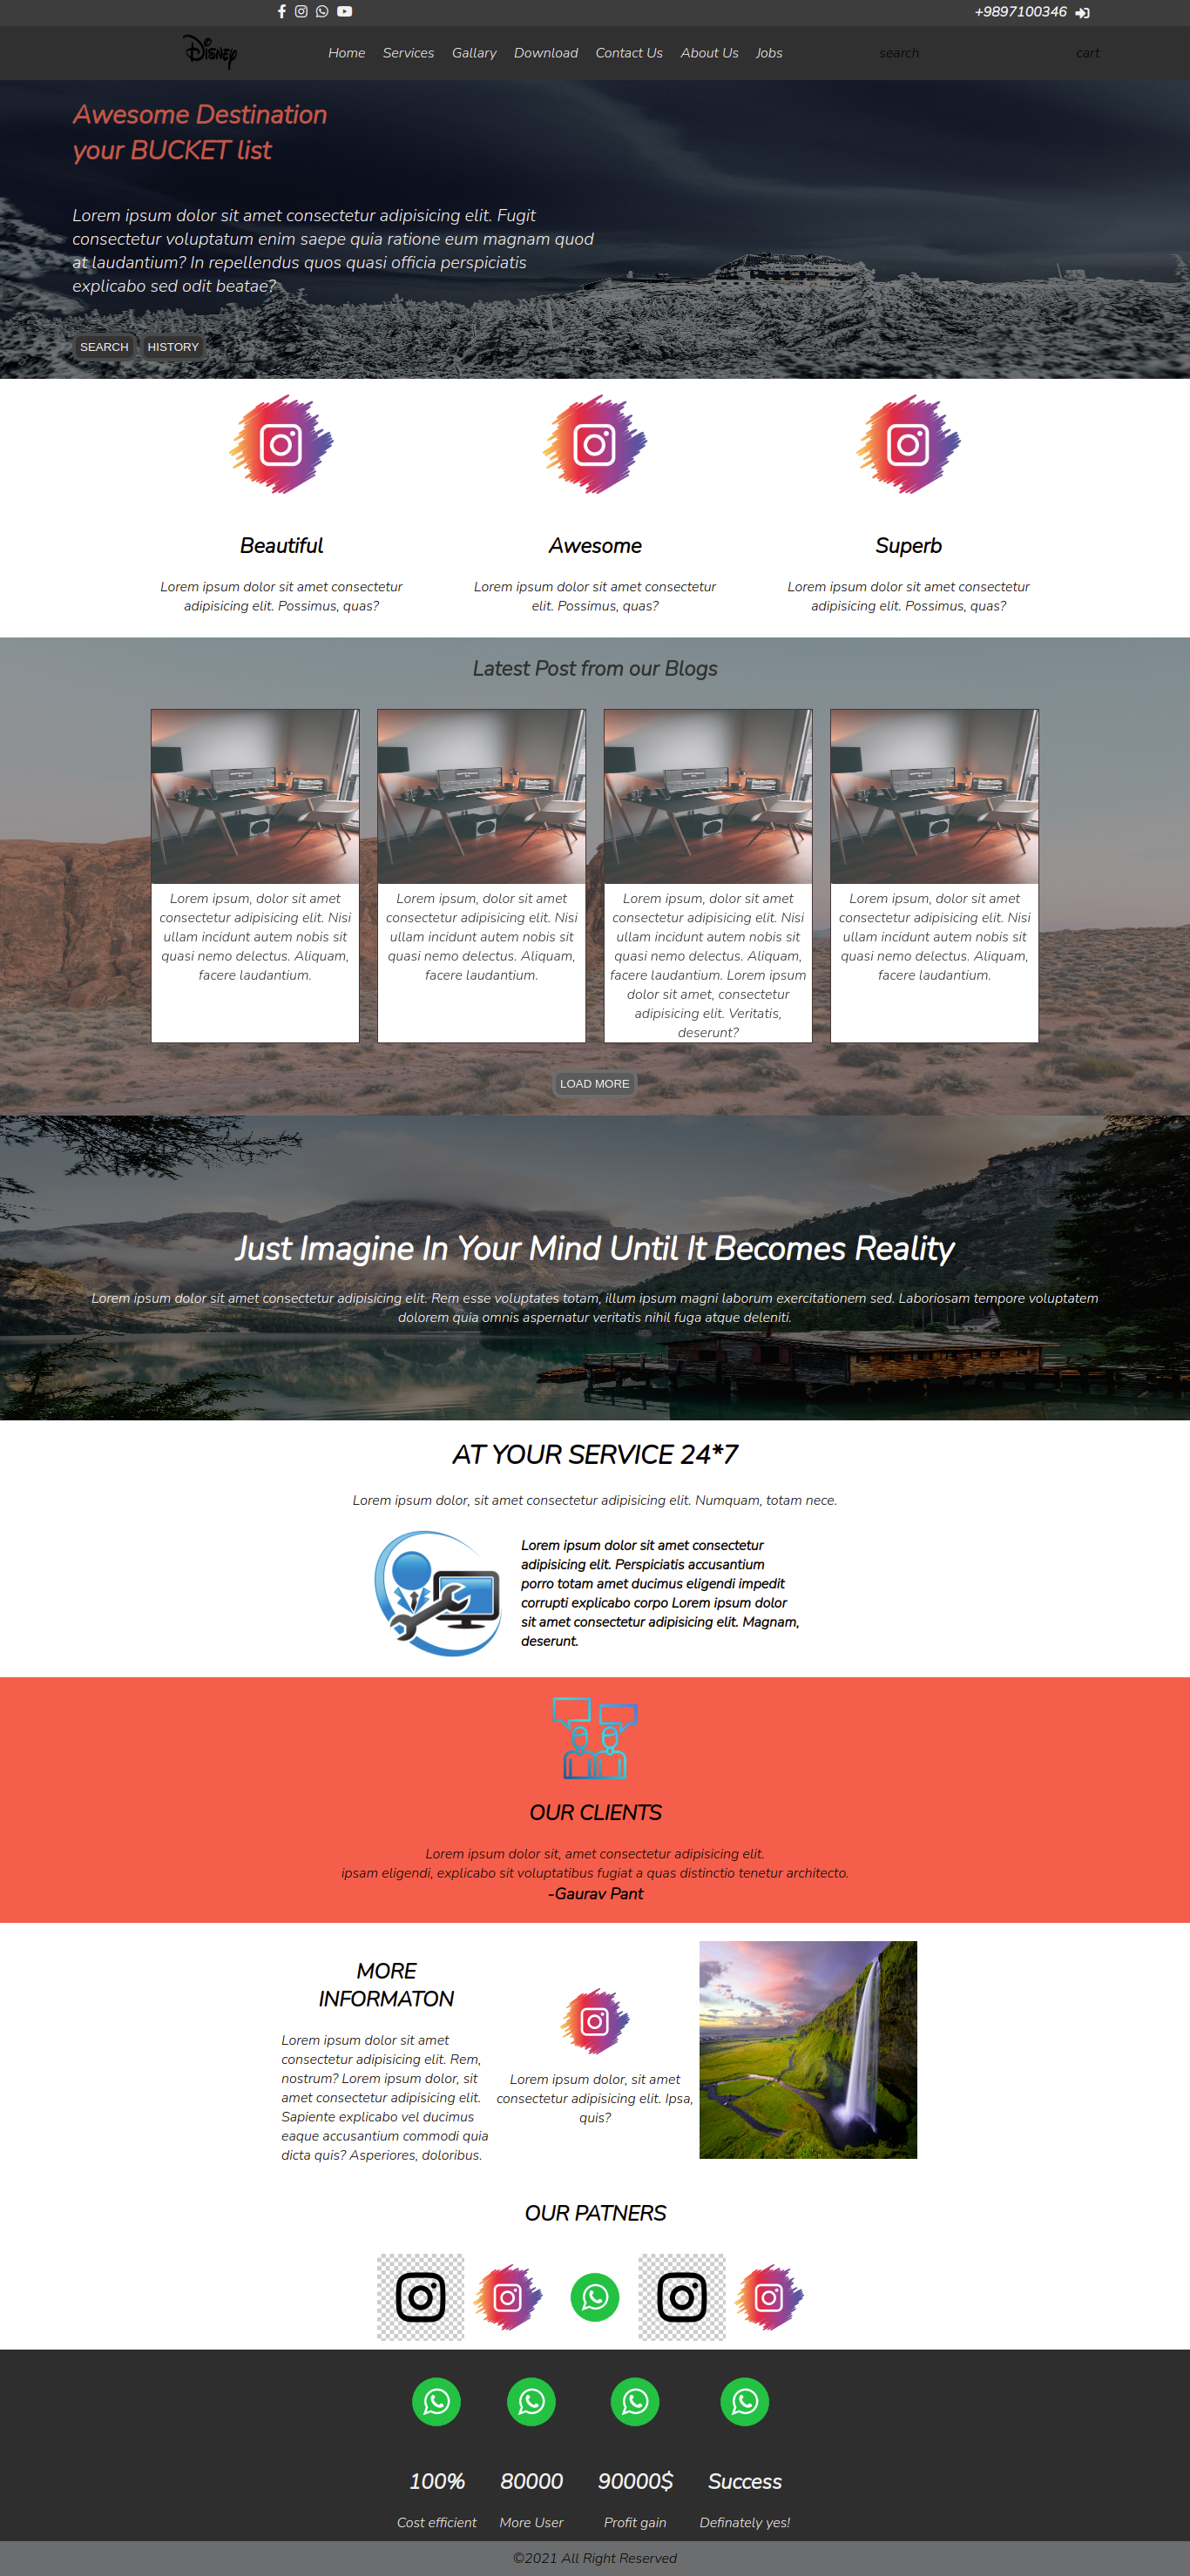 +9897100346
Disney
Home Services Gallary Download Contact Us About Us Jobs search cart
Awesome Destination
your BUCKET list
Lorem ipsum dolor sit amet consectetur adipisicing elit. Fugit
consectetur voluptatum enim saepe quia ratione eum magnam quod
at laudantium? In repellendus quos quasi officia perspiciatis
explicabo sed odit beatae?
SEARCH HISTORY
Beautiful
Lorem ipsum dolor sit amet consectetur
adipisicing elit. Possimus, quas?
Awesome
Lorem ipsum dolor sit amet consectetur
elit. Possimus, quas?
Superb
Lorem ipsum dolor sit amet consectetur
adipisicing elit. Possimus, quas?
Latest Post from our Blogs
Lorem ipsum, dolor sit amet
consectetur adipisicing elit. Nisi
ullam incidunt autem nobis sit
quasi nemo delectus. Aliquam,
facere laudantium.
Lorem ipsum, dolor sit amet
consectetur adipisicing elit. Nisi
ullam incidunt autem nobis sit
quasi nemo delectus. Aliquam,
facere laudantium.
Lorem ipsum, dolor sit amet
consectetur adipisicing elit. Nisi
ullam incidunt autem nobis sit
quasi nemo delectus. Aliquam,
facere laudantium. Lorem ipsum
dolor sit amet, consectetur
adipisicing elit. Veritatis,
deserunt?
Lorem ipsum, dolor sit amet
consectetur adipisicing elit. Nisi
ullam incidunt autem nobis sit
quasi nemo delectus. Aliquam,
facere laudantium.
LOAD MORE
Just Imagine In Your Mind Until It Becomes Reality
Lorem ipsum dolor sit amet consectetur adipisicing elit. Rem esse voluptates totam, illum ipsum magni laborum exercitationem sed. Laboriosam tempore voluptatem
dolorem quia omnis aspernatur veritatis nihil fuga atque deleniti.
AT YOUR SERVICE 24*7
Lorem ipsum dolor, sit amet consectetur adipisicing elit. Numquam, totam nece.
Lorem ipsum dolor sit amet consectetur
adipisicing elit. Perspiciatis accusantium
porro totam amet ducimus eligendi impedit
corrupti explicabo corpo Lorem ipsum dolor
sit amet consectetur adipisicing elit. Magnam,
deserunt.
OUR CLIENTS
Lorem ipsum dolor sit, amet consectetur adipisicing elit.
ipsam eligendi, explicabo sit voluptatibus fugiat a quas distinctio tenetur architecto.
-Gaurav Pant
MORE
INFORMATON
Lorem ipsum dolor sit amet
consectetur adipisicing elit. Rem,
nostrum? Lorem ipsum dolor, sit
amet consectetur adipisicing elit.
Sapiente explicabo vel ducimus
eaque accusantium commodi quia
dicta quis? Asperiores, doloribus.
Lorem ipsum dolor, sit amet
consectetur adipisicing elit. Ipsa,
quis?
OUR PATNERS
100% 80000 90000$ Success
Cost efficient More User Profit gain Definately yes!
©2021 All Right Reserved